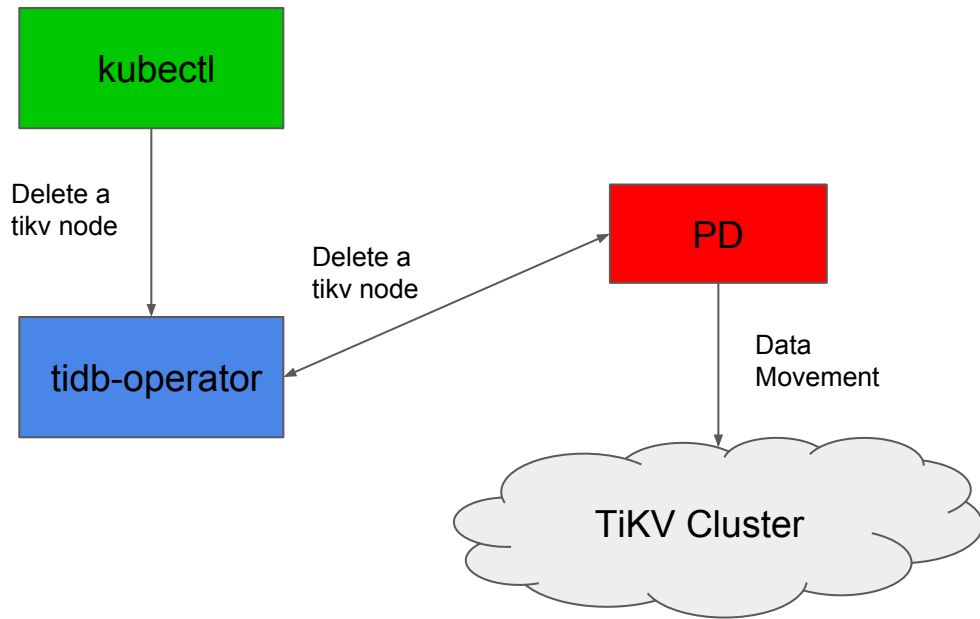 kubectl
Delete a
tikv node
Delete a
tikv node
PD
tidb-operator
Data
Movement
TiKV Cluster